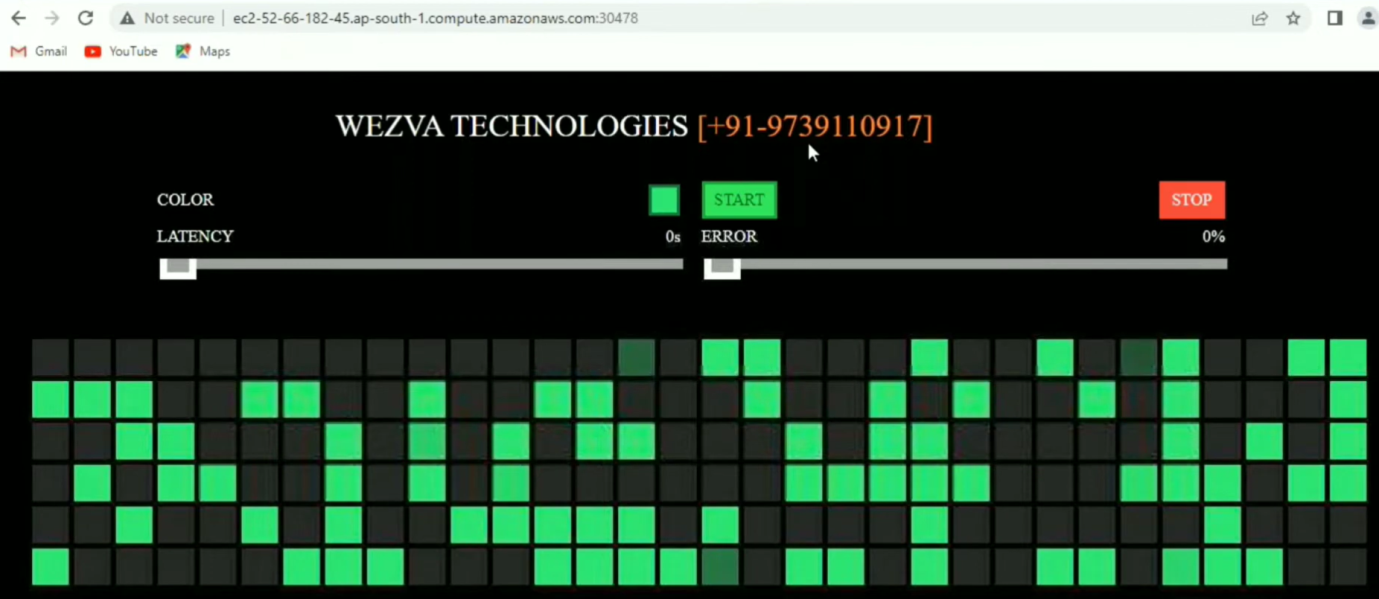 Not secure | ec2-52-66-182-45.ap-south-1.compute.amazonaws.com:30478
Gmail YouTube Maps
WEZVA TECHNOLOGIES [+91-9739110917]
COLOR START STOP
LATENCY 0s ERROR 0%